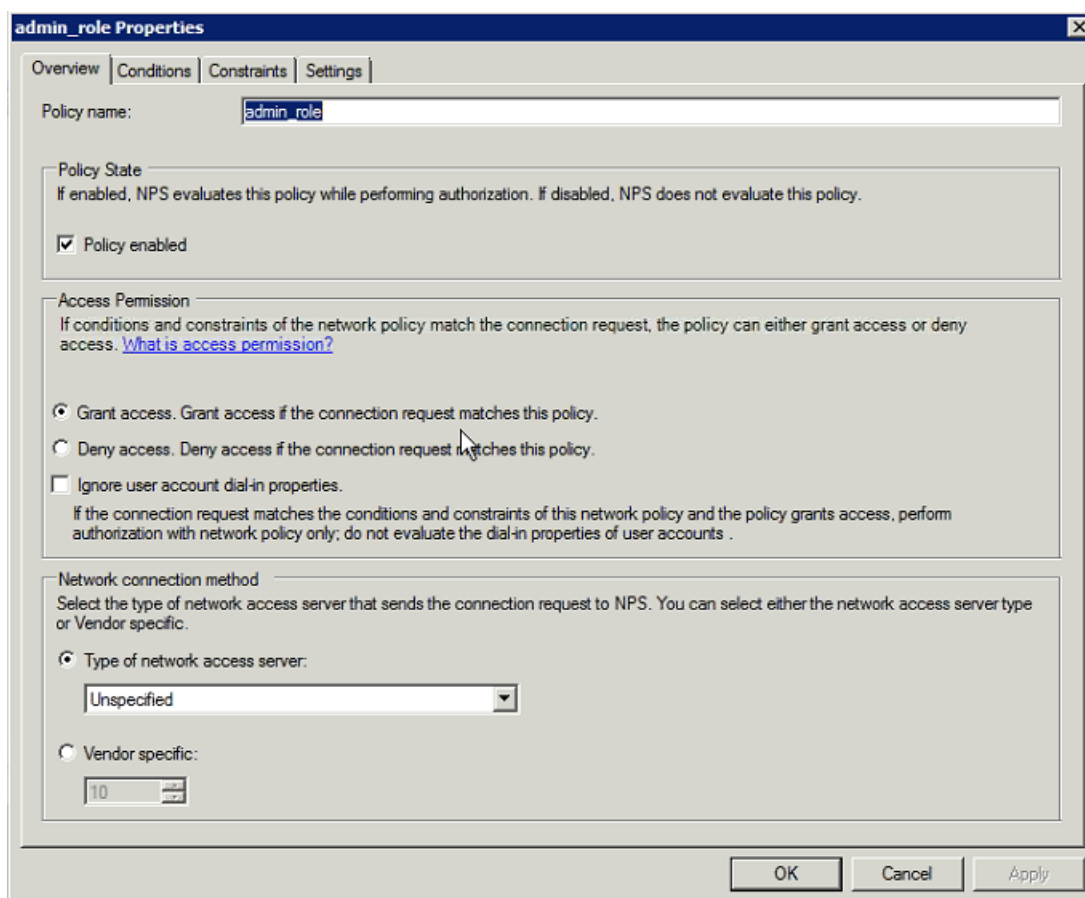 admin_role Properties
Overview Conditions Constraints Settings
Policy name: admin_role
Policy State
If enabled, NPS evaluates this policy while performing authorization. If disabled, NPS does not evaluate this policy.
Policy enabled
Access Permission
If conditions and constraints of the network policy match the connection request, the policy can either grant access or deny
access. What is access permission?
Grant access. Grant access if the connection request matches this policy.
Deny access. Deny access if the connection request matches this policy.
Ignore user account dial-in properties.
If the connection request matches the conditions and constraints of this network policy and the policy grants access, perform
authorization with network policy only; do not evaluate the dial-in properties of user accounts .
Network connection method
Select the type of network access server that sends the connection request to NPS. You can select either the network access server type
or Vendor specific.
Type of network access server:
Unspecified
Vendor specific:
10
OK Cancel Apply